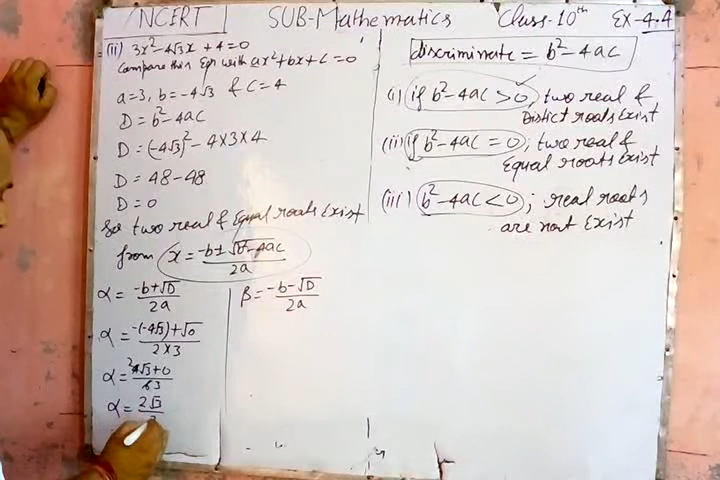 NCERT SUB-Mathematics Class-10th EX-4.4
(ii) 3x²-4√3x+4=0
Compare this Eqn with ax²+bx+c=0
a=3, b=-4√3 & c=4
D=b²-4ac
D=(-4√3)²-4×3×4
D=48-48
D=0
So two real & Equal roots Exist
from x=-b±√b²-4ac/2a
α=-b+√D/2a
α=-(-4√3)+√0/2×3
α=4√3+0/6 3
α=2√3/
β=-b-√D/2a
discriminate = b²-4ac
(i) if b²-4ac>0, two real &
Distict roots Exist
(ii) if b²-4ac=0; two real &
Equal roots Exist
(iii) b²-4ac<0; real roots
are not Exist